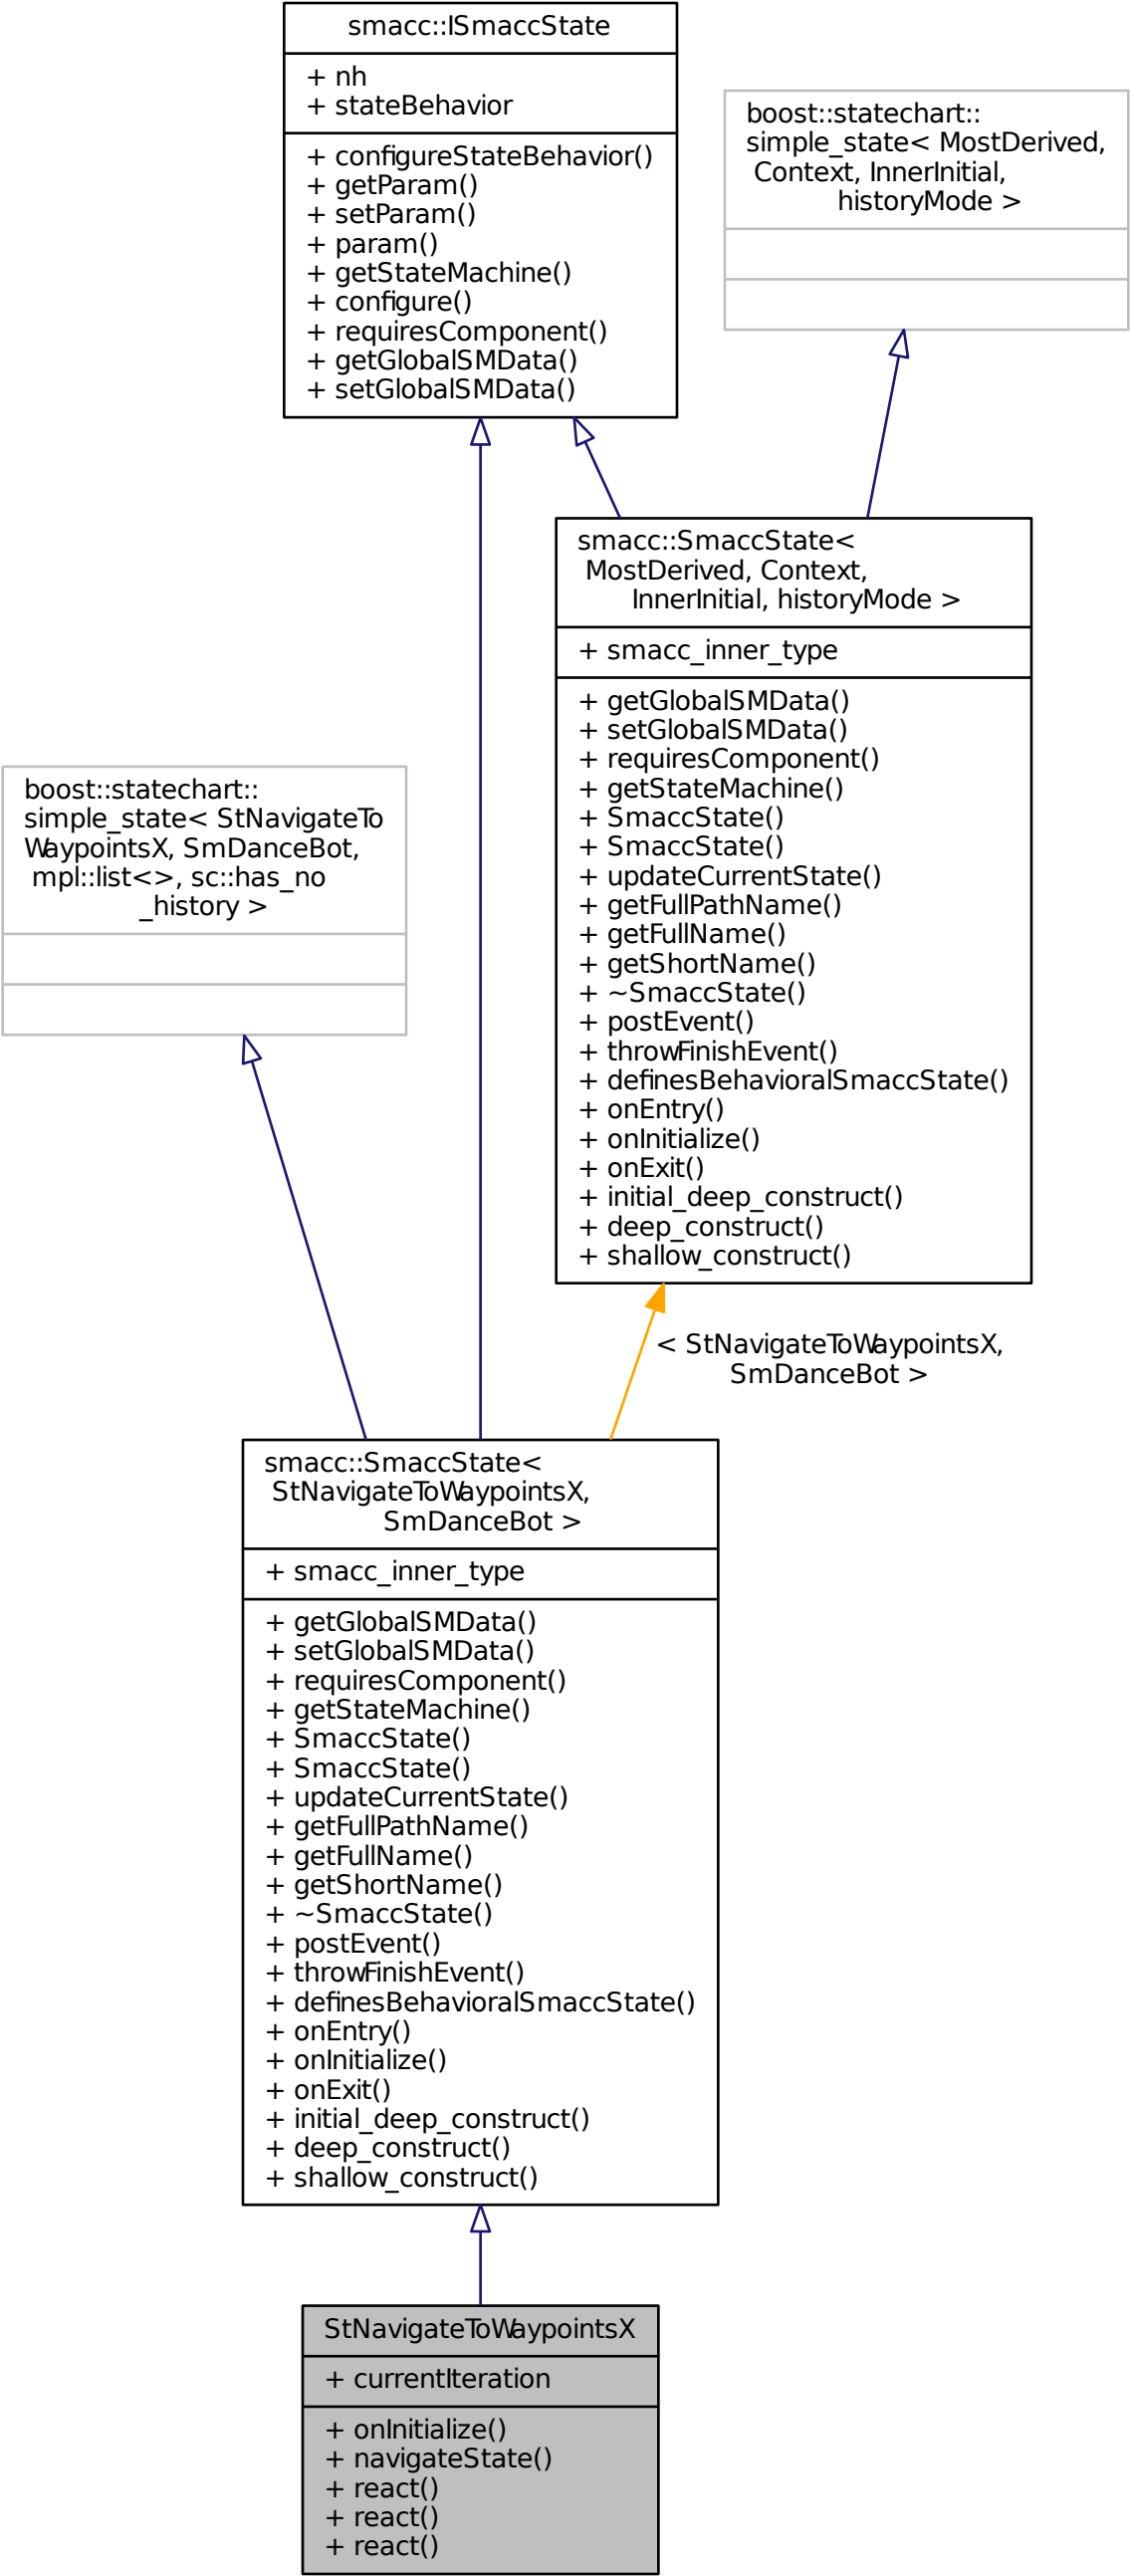 smacc::ISmaccState
+ nh
+ stateBehavior
+ configureStateBehavior()
+ getParam()
+ setParam()
+ param()
+ getStateMachine()
+ configure()
+ requiresComponent()
+ getGlobalSMData()
+ setGlobalSMData()
boost::statechart::
simple_state< MostDerived,
Context, InnerInitial,
historyMode >
smacc::SmaccState<
MostDerived, Context,
InnerInitial, historyMode >
+ smacc_inner_type
+ getGlobalSMData()
+ setGlobalSMData()
+ requiresComponent()
+ getStateMachine()
+ SmaccState()
+ SmaccState()
+ updateCurrentState()
+ getFullPathName()
+ getFullName()
+ getShortName()
+ ~SmaccState()
+ postEvent()
+ throwFinishEvent()
+ definesBehavioralSmaccState()
+ onEntry()
+ onInitialize()
+ onExit()
+ initial_deep_construct()
+ deep_construct()
+ shallow_construct()
boost::statechart::
simple_state< StNavigateTo
WaypointsX, SmDanceBot,
mpl::list<>, sc::has_no
_history >
< StNavigateToWaypointsX,
SmDanceBot >
smacc::SmaccState<
StNavigateToWaypointsX,
SmDanceBot >
+ smacc_inner_type
+ getGlobalSMData()
+ setGlobalSMData()
+ requiresComponent()
+ getStateMachine()
+ SmaccState()
+ SmaccState()
+ updateCurrentState()
+ getFullPathName()
+ getFullName()
+ getShortName()
+ ~SmaccState()
+ postEvent()
+ throwFinishEvent()
+ definesBehavioralSmaccState()
+ onEntry()
+ onInitialize()
+ onExit()
+ initial_deep_construct()
+ deep_construct()
+ shallow_construct()
StNavigateToWaypointsX
+ currentIteration
+ onInitialize()
+ navigateState()
+ react()
+ react()
+ react()